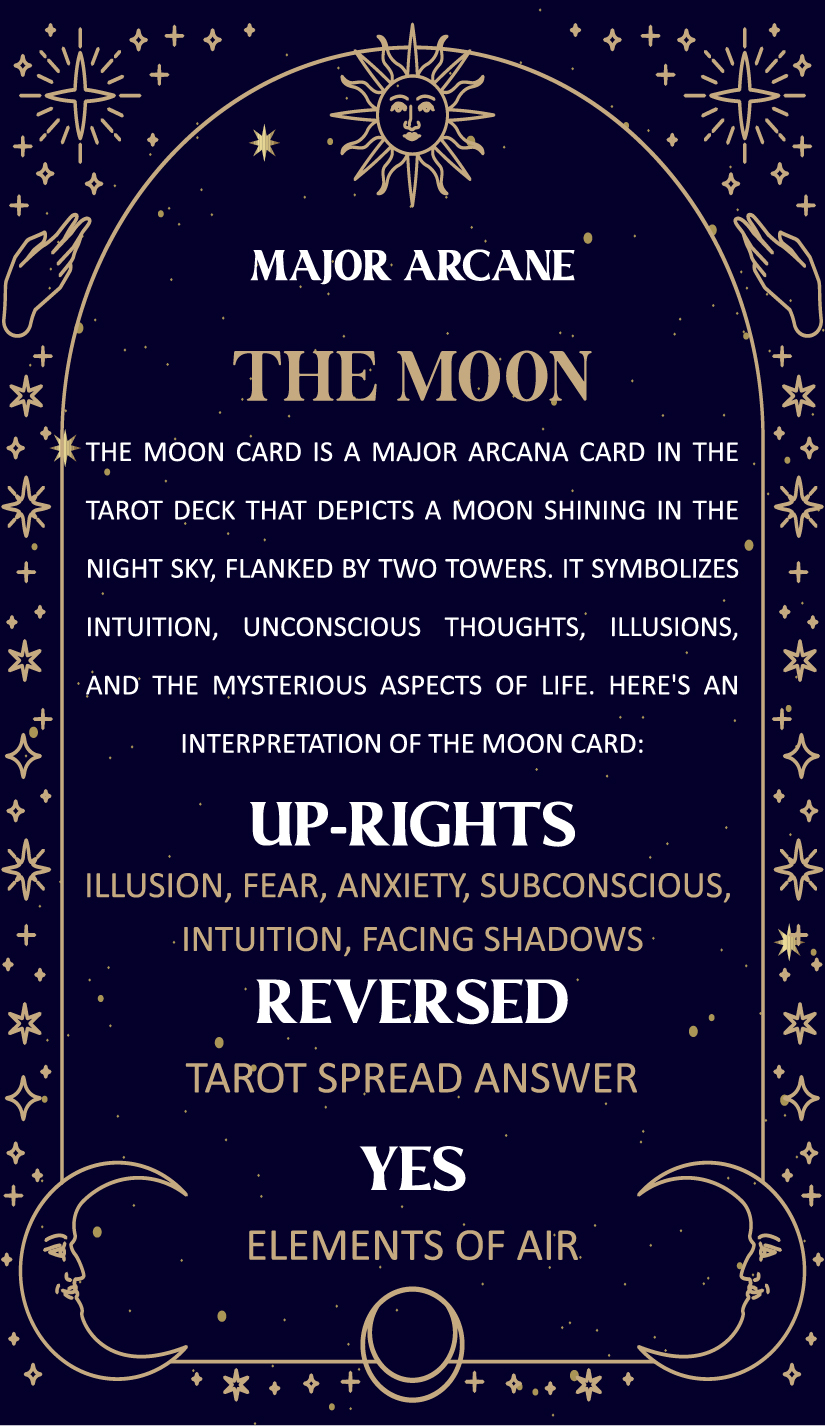 MAJOR ARCANE
THE MOON
THE MOON CARD IS A MAJOR ARCANA CARD IN THE
TAROT DECK THAT DEPICTS A MOON SHINING IN THE
NIGHT SKY, FLANKED BY TWO TOWERS. IT SYMBOLIZES
INTUITION, UNCONSCIOUS THOUGHTS, ILLUSIONS,
AND THE MYSTERIOUS ASPECTS OF LIFE. HERE'S AN
INTERPRETATION OF THE MOON CARD:
UP-RIGHTS
ILLUSION, FEAR, ANXIETY, SUBCONSCIOUS,
INTUITION, FACING SHADOWS
REVERSED
TAROT SPREAD ANSWER
YES
ELEMENTS OF AIR